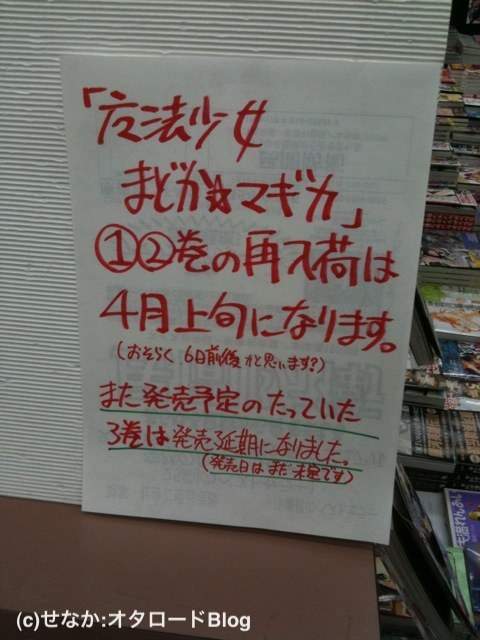 「魔法少女
まどか☆マギカ」
①②巻の再入荷は
4月上旬になります。
(おそらく 6日前後かと思います?)
また発売予定のたっていた
3巻は発売延期になりました。
(発売日はまだ未定です)
(c)せなか:オタロードBlog